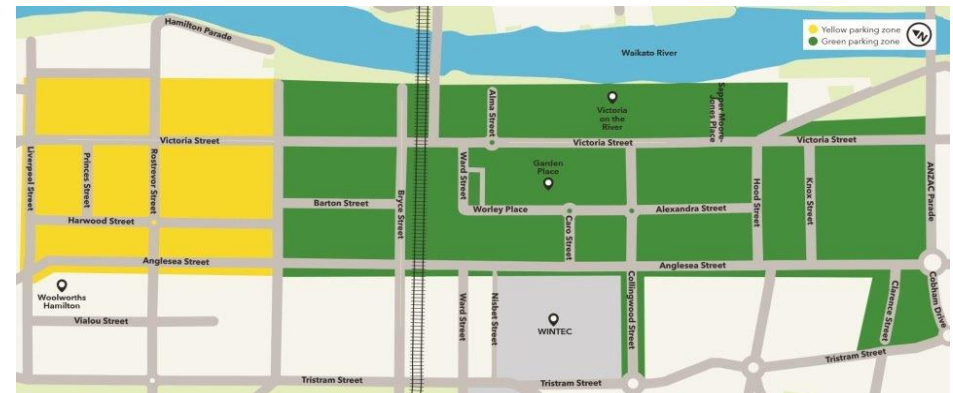 Hamilton Parade
Yellow parking zone
Green parking zone
N
Waikato River
Alma Street
Victoria
on the
River
Sapper Moore-
Jones Place
Victoria Street
Victoria Street
Victoria Street
Liverpool Street
Princes Street
Rostrevor Street
Bryce Street
Ward Street
Garden
Place
Hood Street
Knox Street
ANZAC Parade
Barton Street
Worley Place
Alexandra Street
Harwood Street
Caro Street
Anglesea Street
Anglesea Street
Woolworths
Hamilton
Ward Street
Nisbet Street
Collingwood Street
Clarence Street
Cobham Drive
Vialou Street
WINTEC
Tristram Street
Tristram Street
Tristram Street